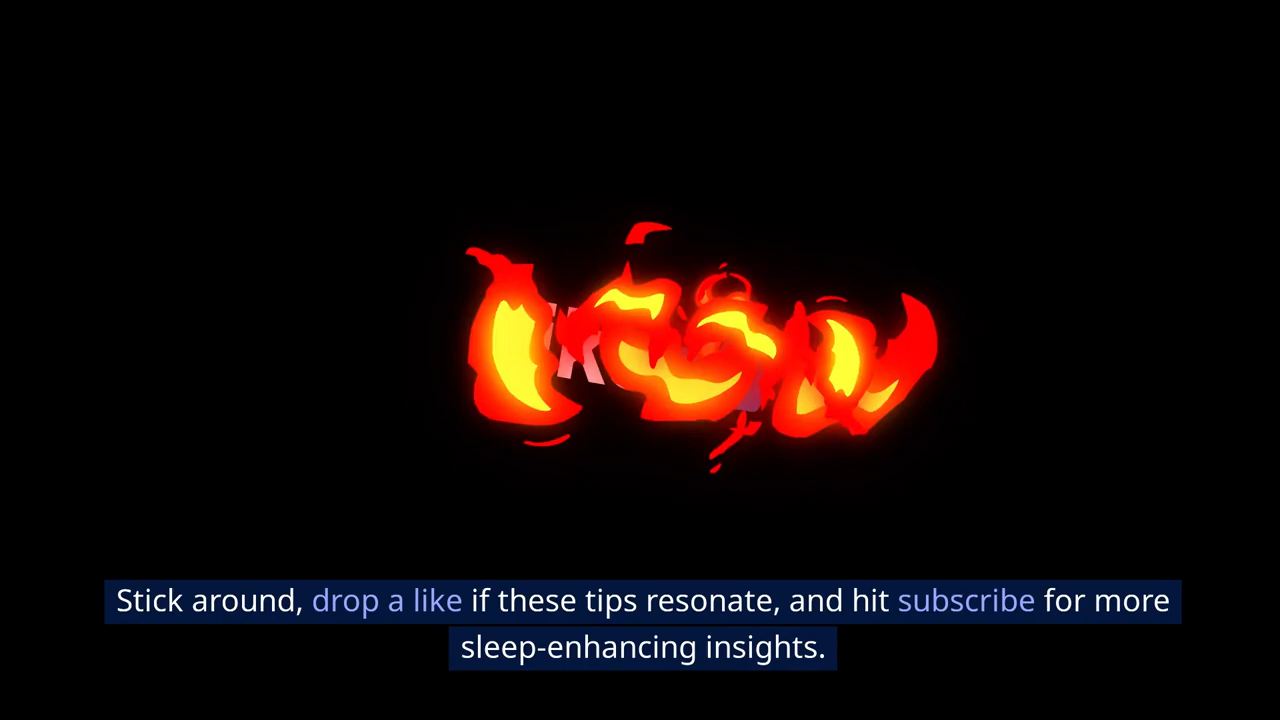 Stick around, drop a like if these tips resonate, and hit subscribe for more
sleep-enhancing insights.